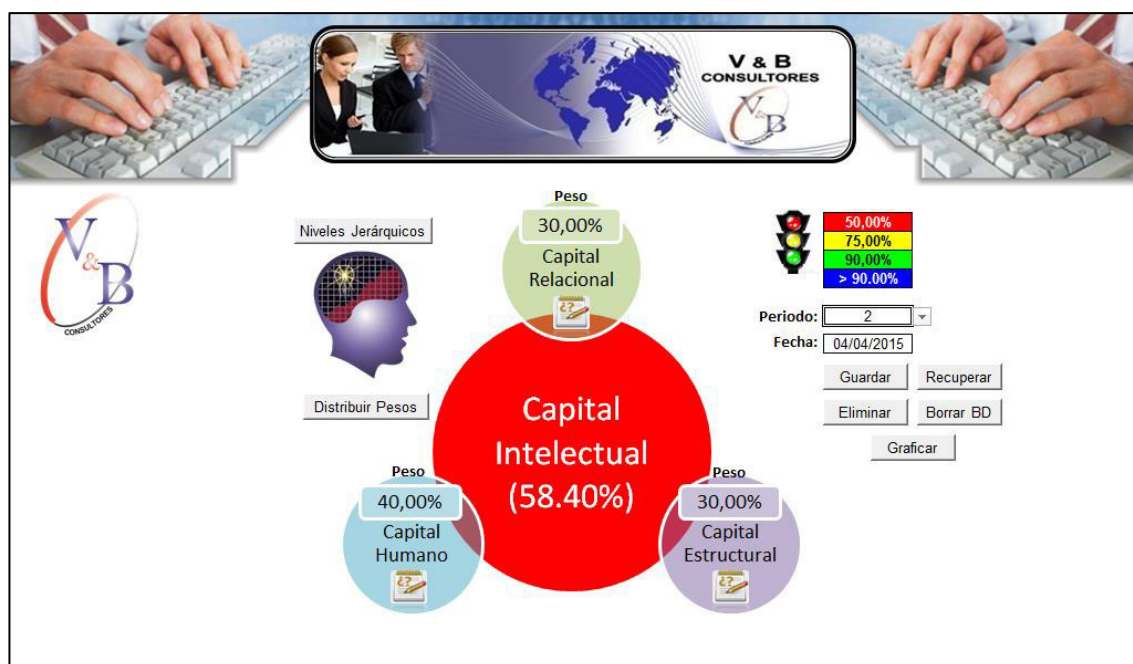 V & B
CONSULTORES
V&B
V&B
CONSULTORES
Niveles Jerárquicos
Distribuir Pesos
Peso
30,00%
Capital
Relacional
¿?
Capital
Intelectual
(58.40%)
Peso
40,00%
Capital
Humano
¿?
Peso
30,00%
Capital
Estructural
¿?
50,00%
75,00%
90,00%
> 90.00%
Periodo: 2
Fecha: 04/04/2015
Guardar Recuperar
Eliminar Borrar BD
Graficar